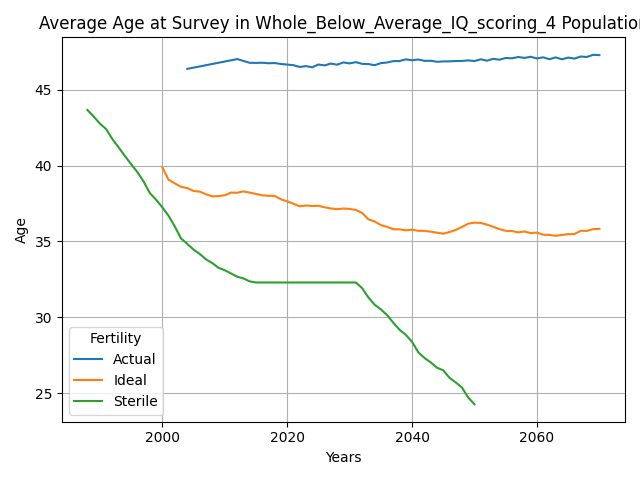 Average Age at Survey in Whole_Below_Average_IQ_scoring_4 Population
Age
45
40
35
30
25
Fertility
Actual
Ideal
Sterile
2000
2020
2040
2060
Years